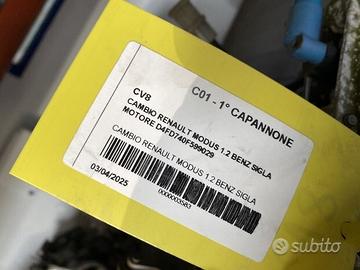 C01 - 1° CAPANNONE
CV8
CAMBIO RENAULT MODUS 1.2 BENZ SIGLA
MOTORE D4FD740F599029
CAMBIO RENAULT MODUS 1.2 BENZ SIGLA
03/04/2025
0000003583
subito